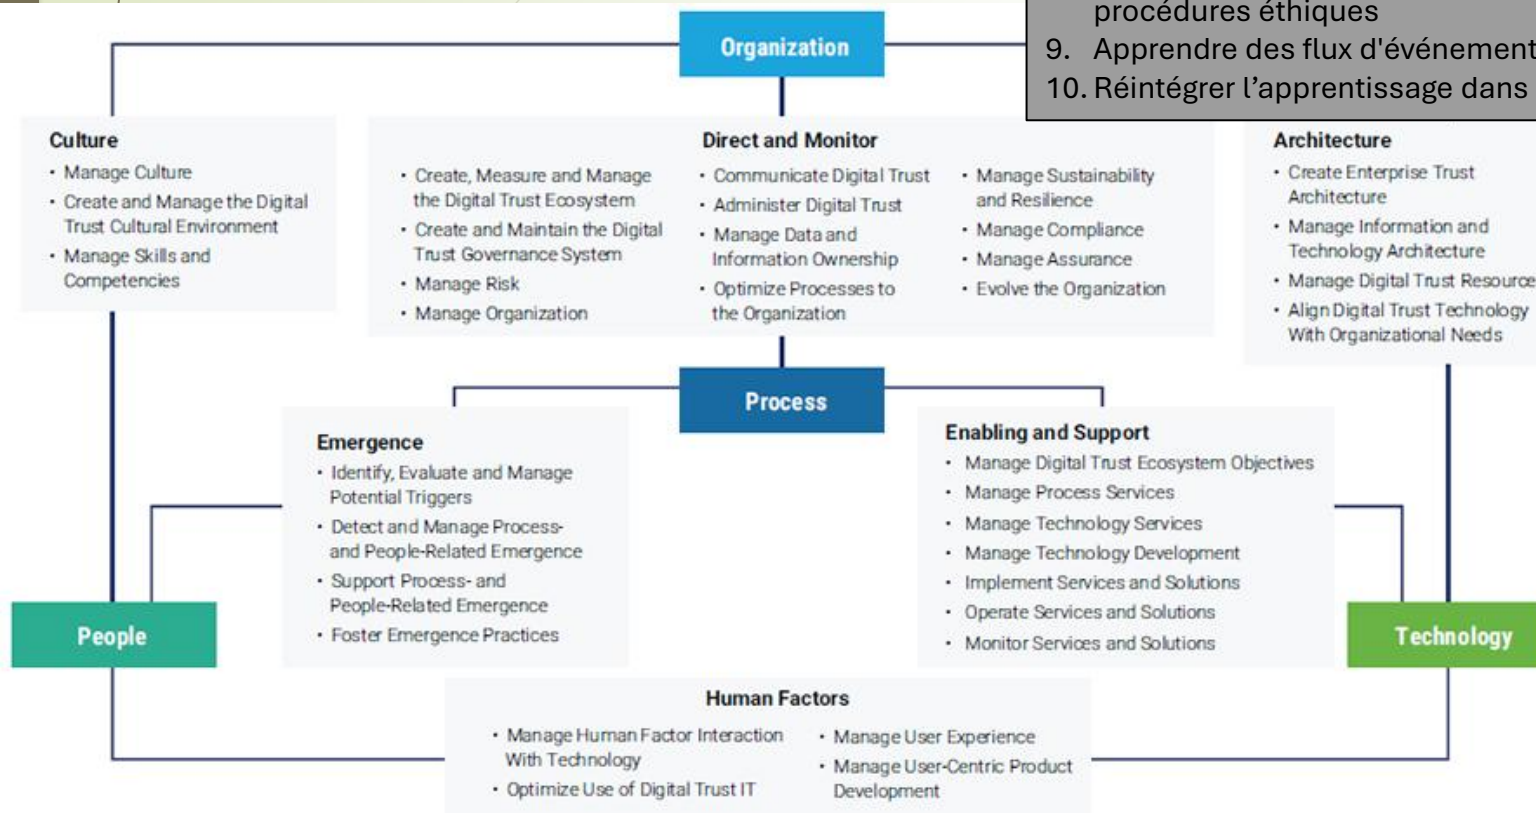 procédures éthiques
9. Apprendre des flux d'événement
10. Réintégrer l'apprentissage dans
Organization
Culture
• Manage Culture
• Create and Manage the Digital
Trust Cultural Environment
• Manage Skills and
Competencies
Direct and Monitor
• Create, Measure and Manage
the Digital Trust Ecosystem
• Create and Maintain the Digital
Trust Governance System
• Manage Risk
• Manage Organization
• Communicate Digital Trust
• Administer Digital Trust
• Manage Data and
Information Ownership
• Optimize Processes to
the Organization
• Manage Sustainability
and Resilience
• Manage Compliance
• Manage Assurance
• Evolve the Organization
Architecture
• Create Enterprise Trust
Architecture
• Manage Information and
Technology Architecture
• Manage Digital Trust Resource
• Align Digital Trust Technology
With Organizational Needs
Process
Emergence
• Identify, Evaluate and Manage
Potential Triggers
• Detect and Manage Process-
and People-Related Emergence
• Support Process- and
People-Related Emergence
• Foster Emergence Practices
Enabling and Support
• Manage Digital Trust Ecosystem Objectives
• Manage Process Services
• Manage Technology Services
• Manage Technology Development
• Implement Services and Solutions
• Operate Services and Solutions
• Monitor Services and Solutions
People
Technology
Human Factors
• Manage Human Factor Interaction
With Technology
• Optimize Use of Digital Trust IT
• Manage User Experience
• Manage User-Centric Product
Development